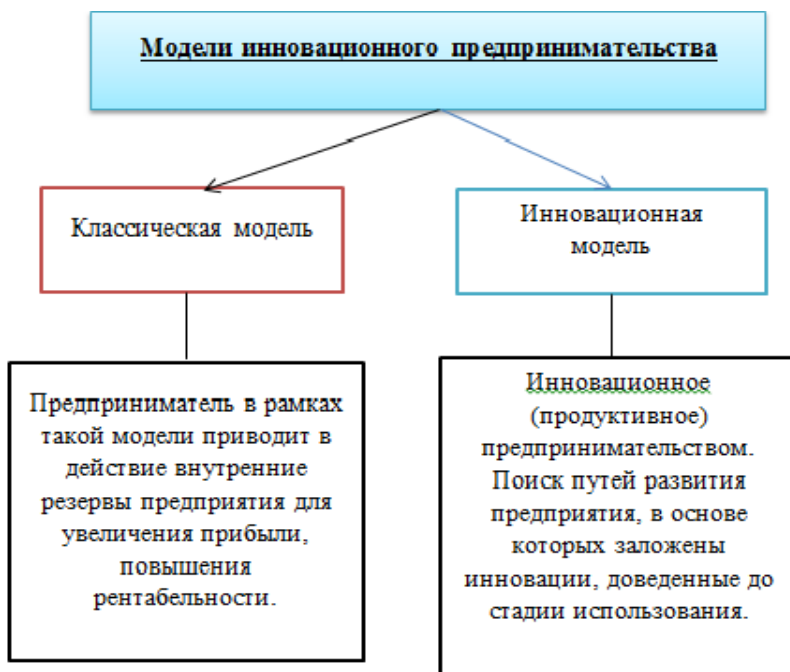 Модели инновационного предпринимательства
Классическая модель
Инновационная
модель
Предприниматель в рамках
такой модели приводит в
действие внутренние
резервы предприятия для
увеличения прибыли,
повышения
рентабельности.
Инновационное
(продуктивное)
предпринимательством.
Поиск путей развития
предприятия, в основе
которых заложены
инновации, доведенные до
стадии использования.